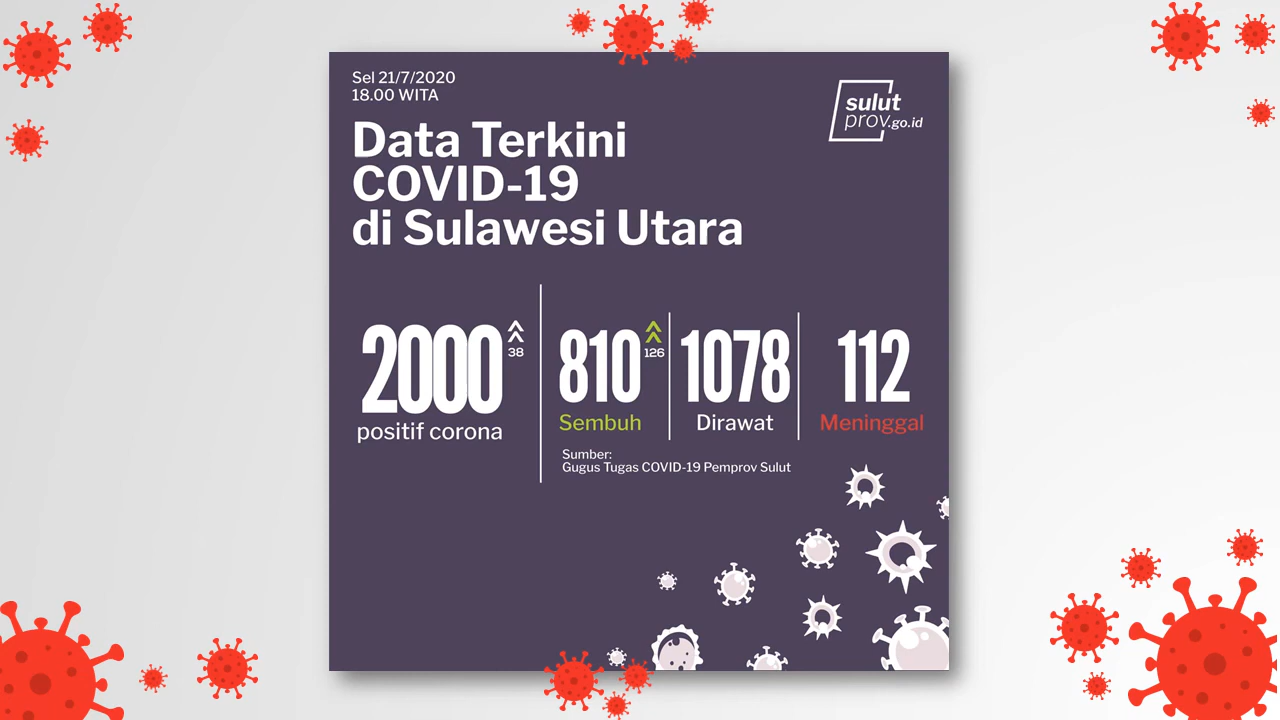 Sel 21/7/2020
18.00 WITA
sulut
prov.go.id
Data Terkini
COVID-19
di Sulawesi Utara
2000
38
positif corona
810
126
Sembuh
1078
Dirawat
112
Meninggal
Sumber:
Gugus Tugas COVID-19 Pemprov Sulut